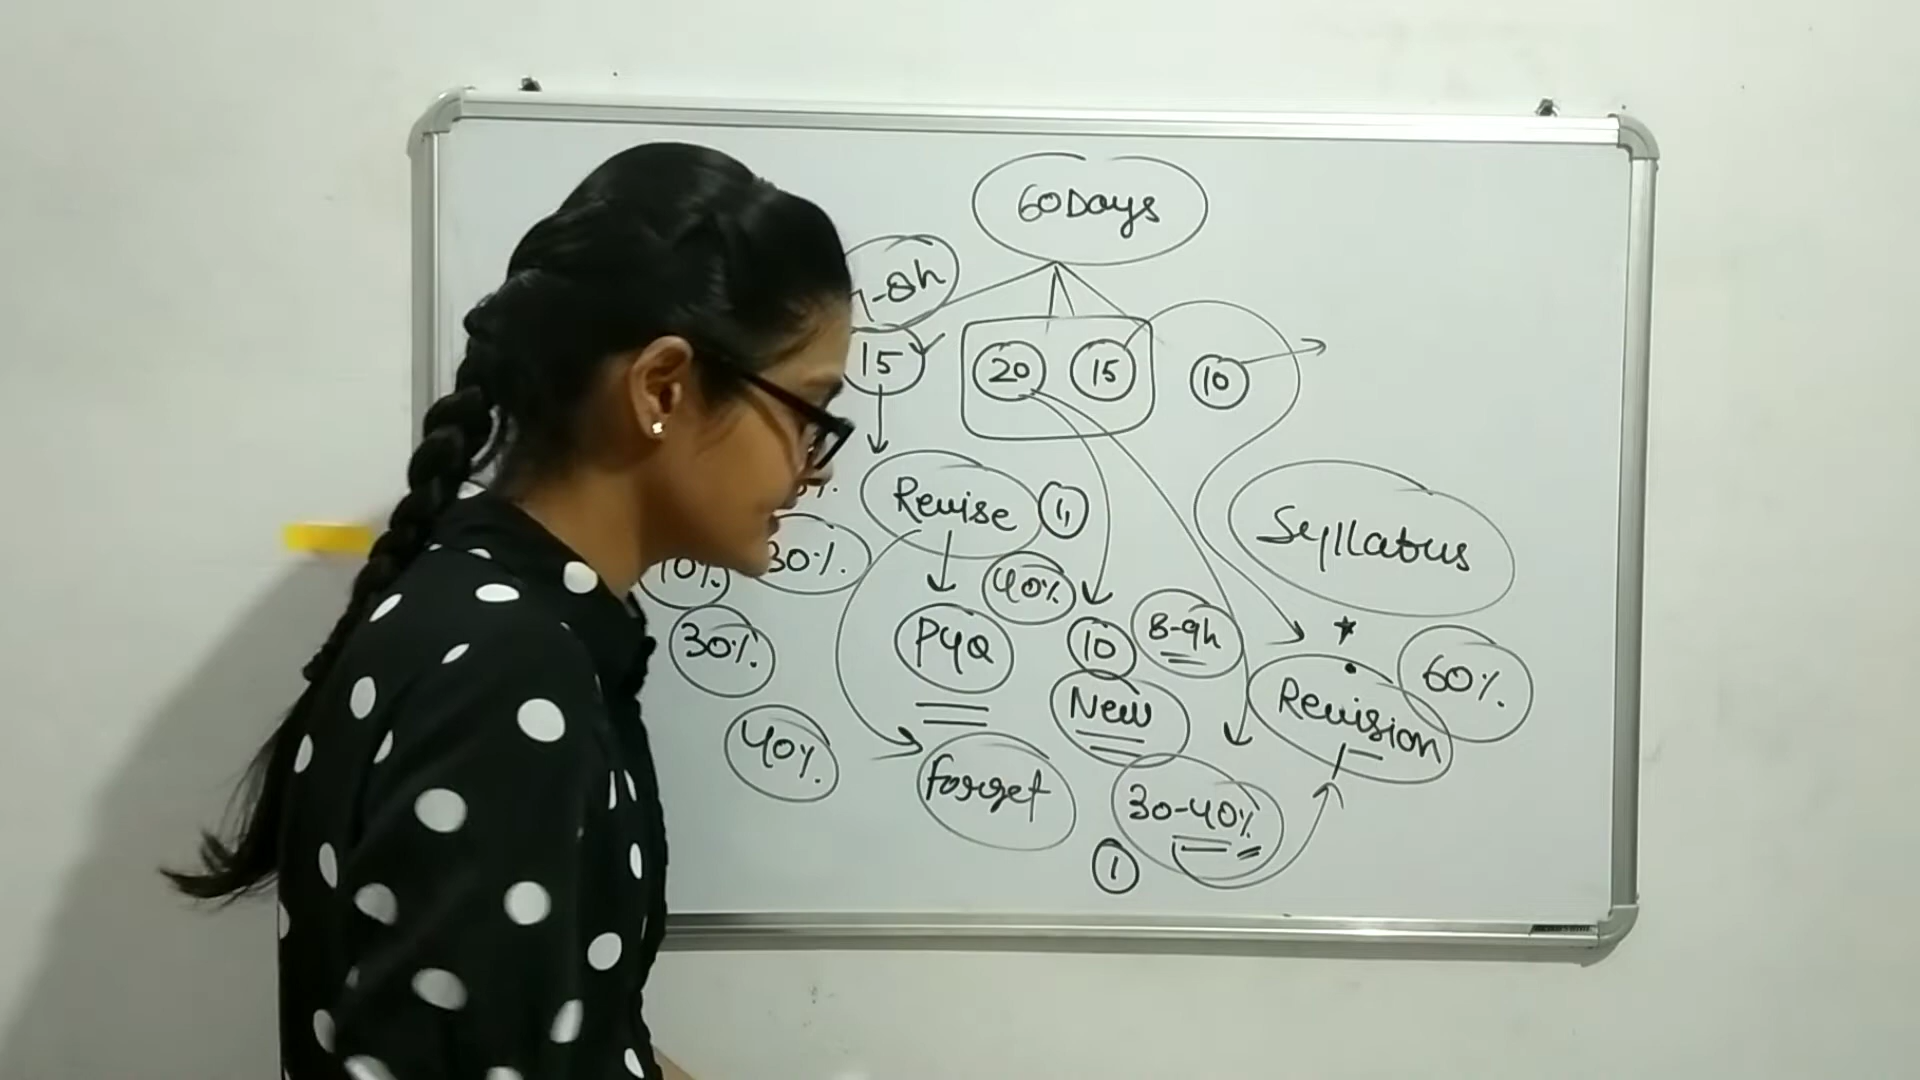 60 Days
-8h
15
20
15
10
Revise
1
Syllabus
30%.
10%.
40%.
30%.
PYQ
10
8-9h
60%.
New
Revision
40%.
Forget
30-40%
1